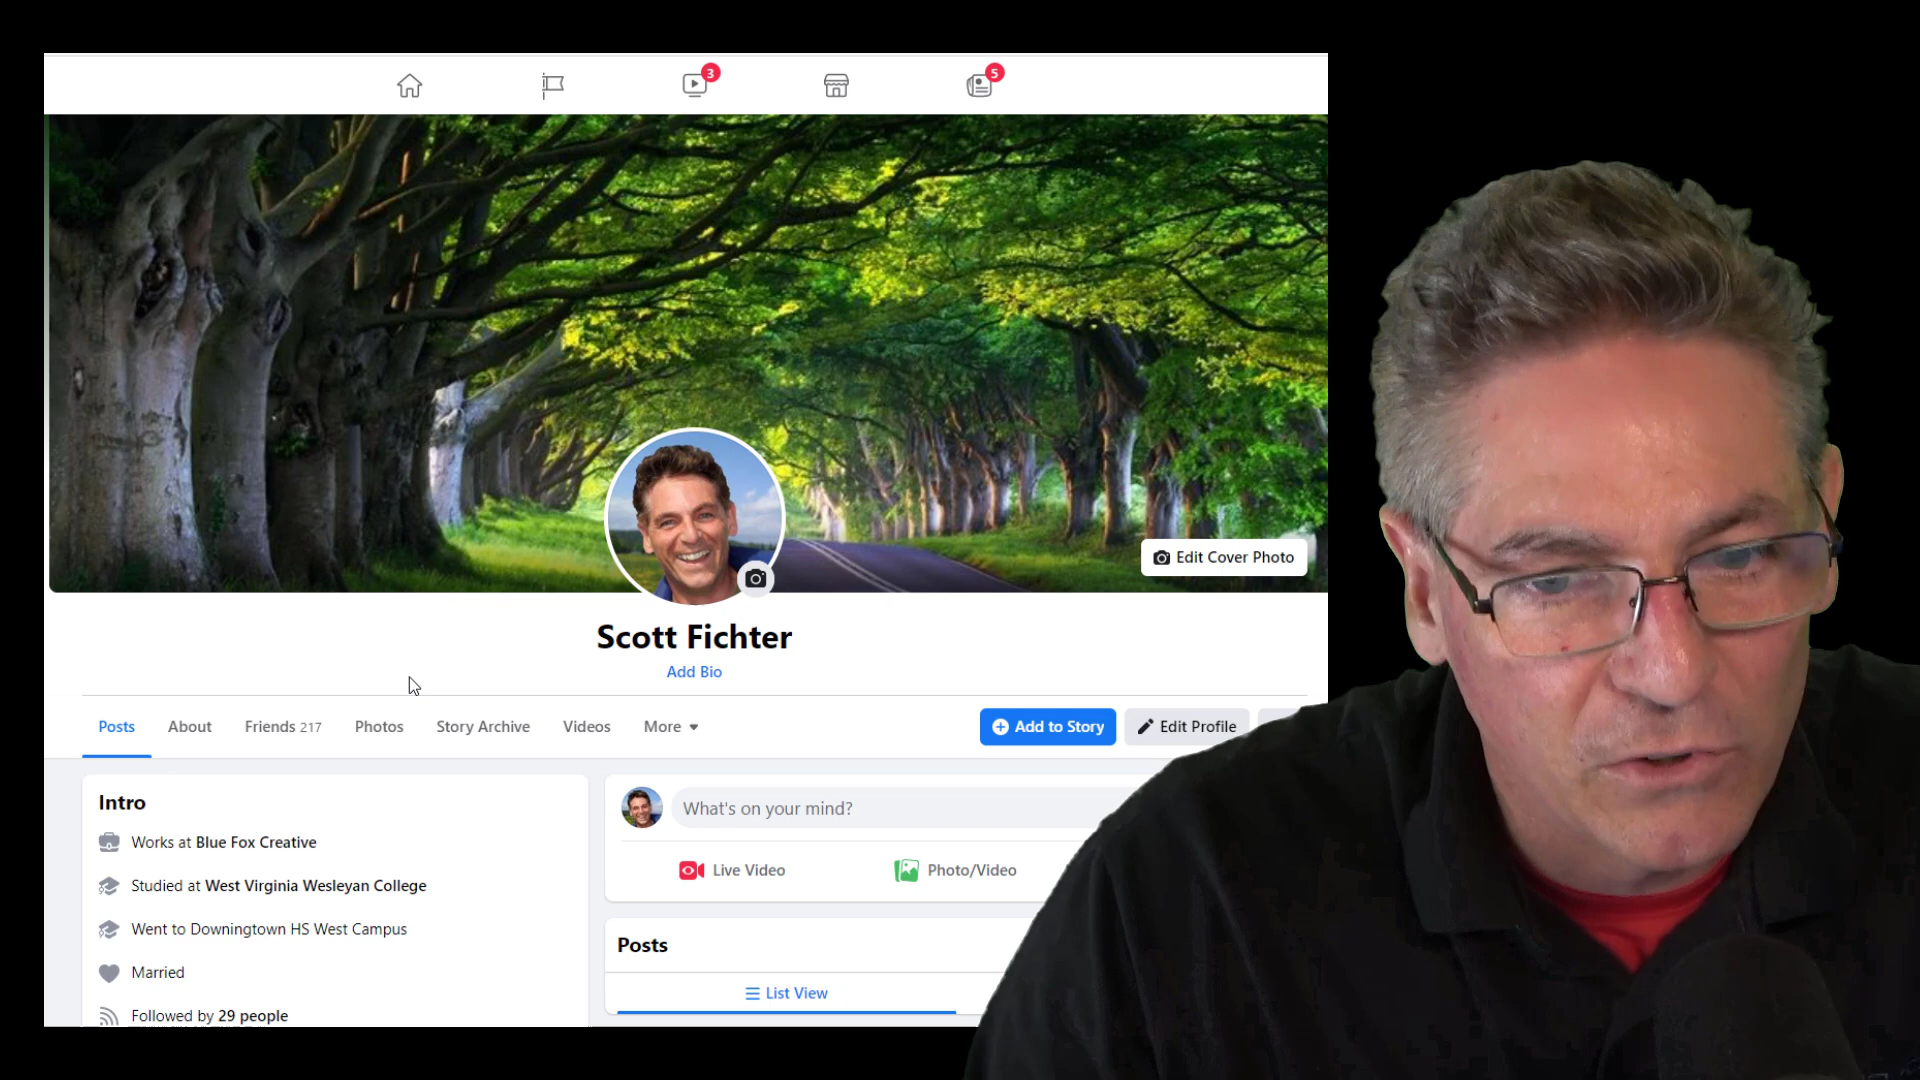 3
5
Edit Cover Photo
Scott Fichter
Add Bio
Posts About Friends 217 Photos Story Archive Videos More
Add to Story Edit Profile
Intro
Works at Blue Fox Creative
Studied at West Virginia Wesleyan College
Went to Downingtown HS West Campus
Married
Followed by 29 people
What's on your mind?
Live Video Photo/Video
Posts
List View